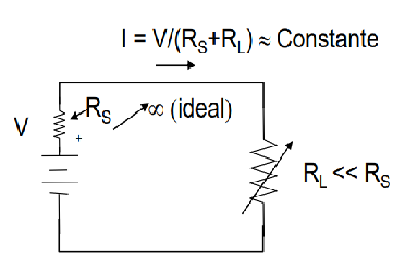 I = V/(RS+RL) ≈ Constante
RS
∞ (ideal)
V
+
RL << RS